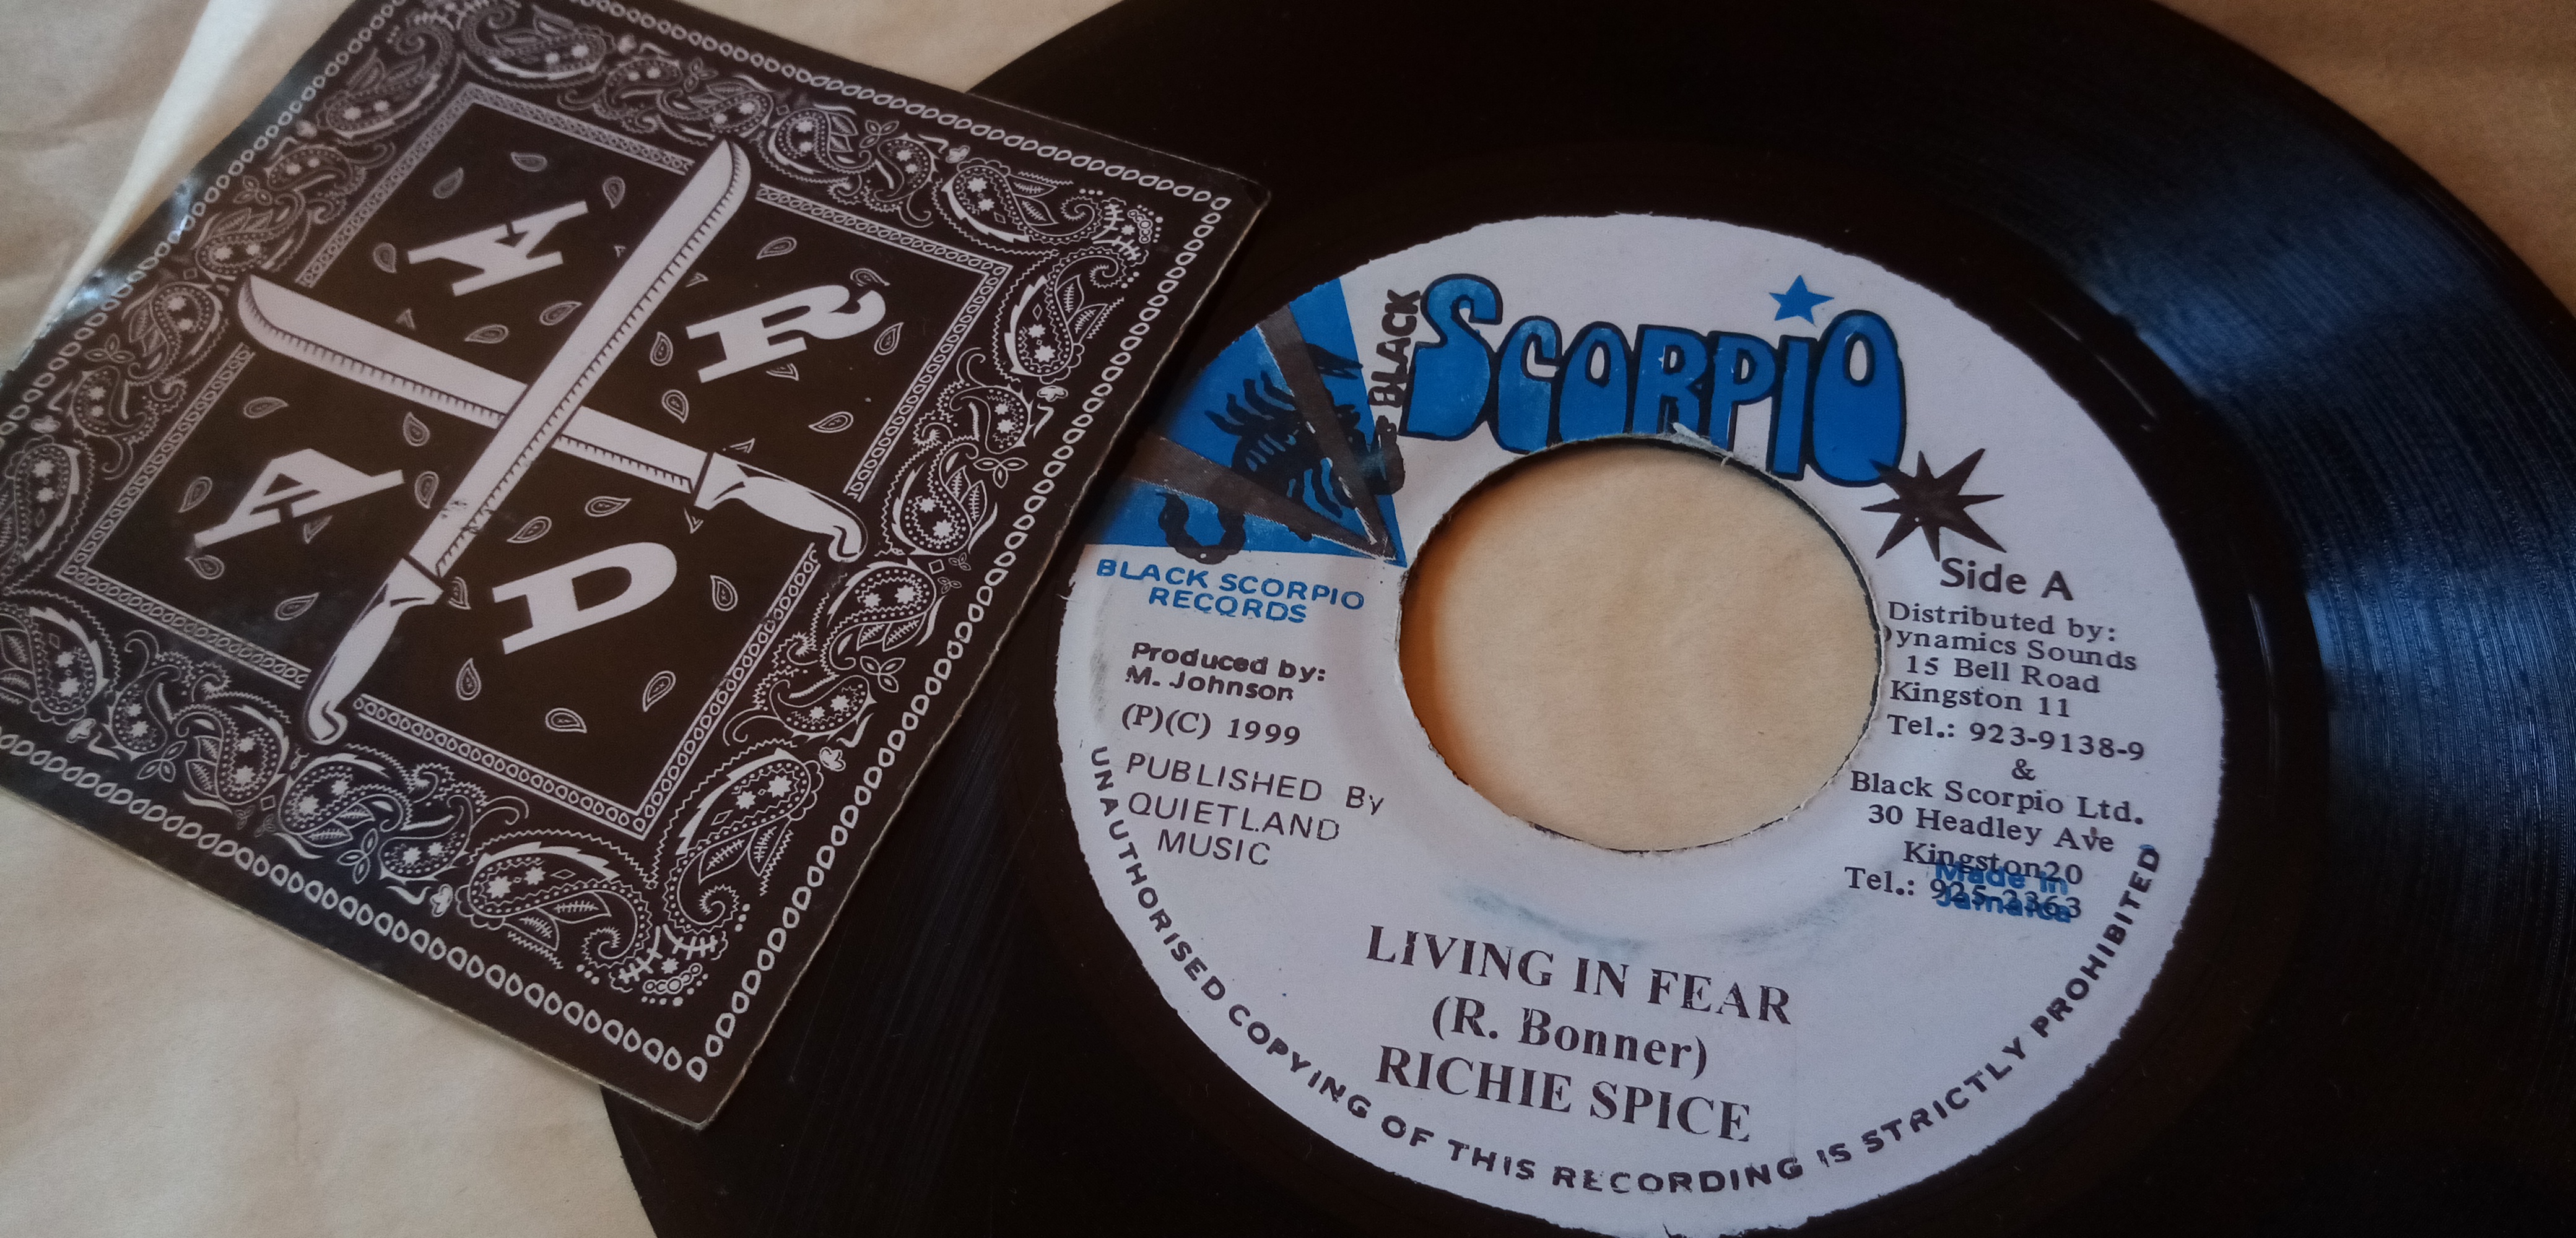 A R
A D
BLACK
SCORPIO
BLACK SCORPIO
RECORDS
Produced by:
M. Johnson
(P)(C) 1999
PUBLISHED By
QUIETLAND
MUSIC
Side A
Distributed by:
Dynamics Sounds
15 Bell Road
Kingston 11
Tel.: 923-9138-9
&
Black Scorpio Ltd.
30 Headley Ave
Kingston20
Tel.: 925-2363
Made in
Jamaica
LIVING IN FEAR
(R. Bonner)
RICHIE SPICE
UNAUTHORISED COPYING OF THIS RECORDING IS STRICTLY PROHIBITED